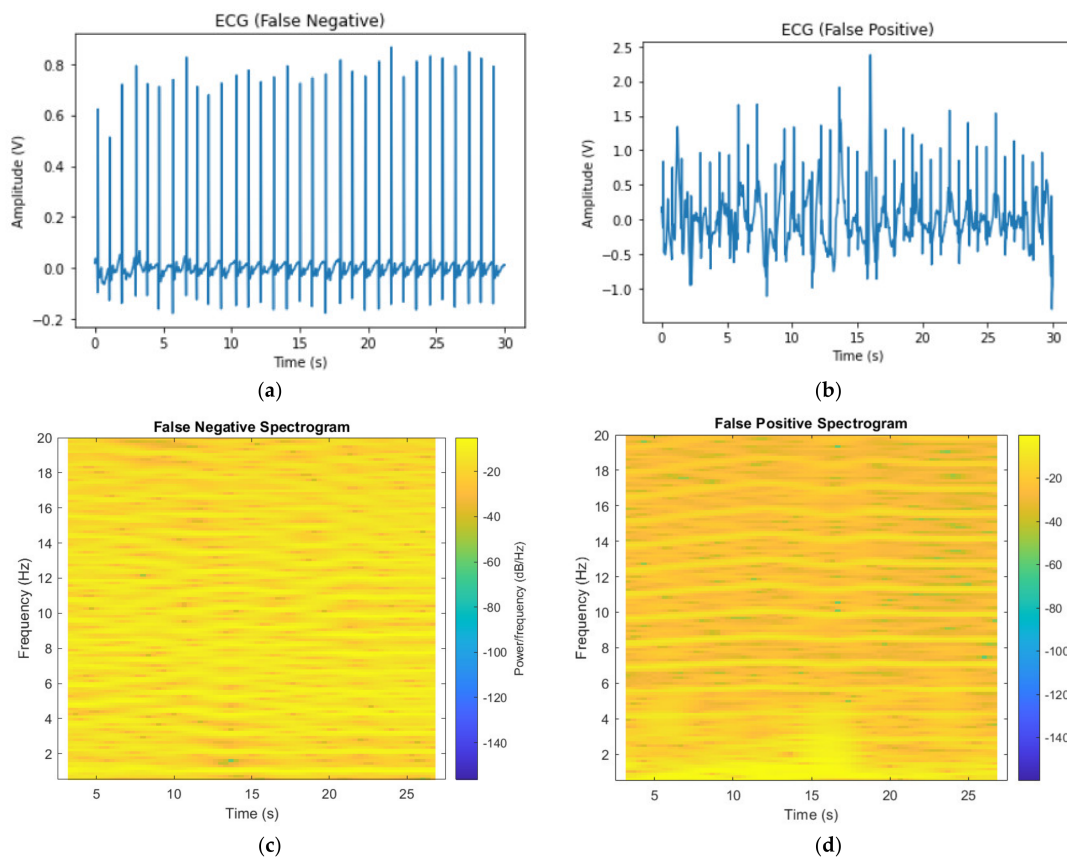 ECG (False Negative)
Amplitude (V)
0.8
0.6
0.4
0.2
0.0
−0.2
0 5 10 15 20 25 30
Time (s)
(a)
ECG (False Positive)
Amplitude (V)
2.5
2.0
1.5
1.0
0.5
0.0
−0.5
−1.0
0 5 10 15 20 25 30
Time (s)
(b)
False Negative Spectrogram
Frequency (Hz)
20
18
16
14
12
10
8
6
4
2
5 10 15 20 25
Time (s)
-20
-40
-60
-80
-100
-120
-140
Power/frequency (dB/Hz)
(c)
False Positive Spectrogram
Frequency (Hz)
20
18
16
14
12
10
8
6
4
2
5 10 15 20 25
Time (s)
-20
-40
-60
-80
-100
-120
-140
(d)